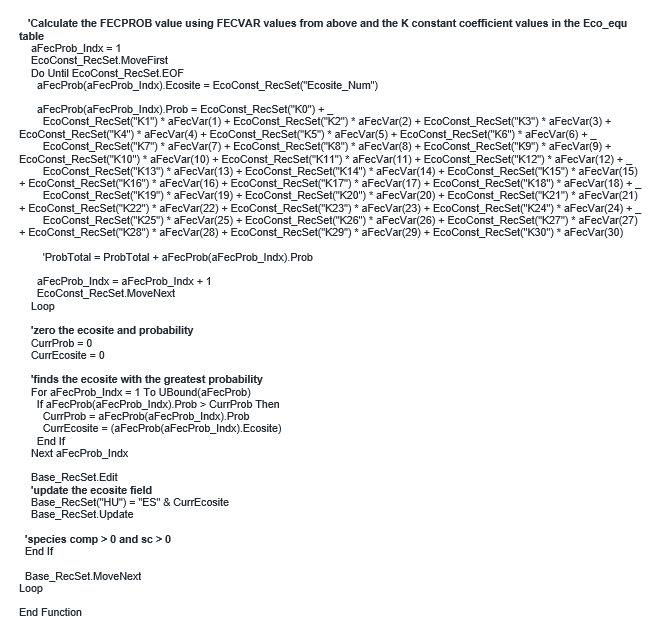 'Calculate the FECPROB value using FECVAR values from above and the K constant coefficient values in the Eco_equ
table
aFecProb_Indx = 1
EcoConst_RecSet.MoveFirst
Do Until EcoConst_RecSet.EOF
aFecProb(aFecProb_Indx).Ecosite = EcoConst_RecSet("Ecosite_Num")
aFecProb(aFecProb_Indx).Prob = EcoConst_RecSet("K0") + _
EcoConst_RecSet("K1") * aFecVar(1) + EcoConst_RecSet("K2") * aFecVar(2) + EcoConst_RecSet("K3") * aFecVar(3) +
EcoConst_RecSet("K4") * aFecVar(4) + EcoConst_RecSet("K5") * aFecVar(5) + EcoConst_RecSet("K6") * aFecVar(6) + _
EcoConst_RecSet("K7") * aFecVar(7) + EcoConst_RecSet("K8") * aFecVar(8) + EcoConst_RecSet("K9") * aFecVar(9) +
EcoConst_RecSet("K10") * aFecVar(10) + EcoConst_RecSet("K11") * aFecVar(11) + EcoConst_RecSet("K12") * aFecVar(12) + _
EcoConst_RecSet("K13") * aFecVar(13) + EcoConst_RecSet("K14") * aFecVar(14) + EcoConst_RecSet("K15") * aFecVar(15)
+ EcoConst_RecSet("K16") * aFecVar(16) + EcoConst_RecSet("K17") * aFecVar(17) + EcoConst_RecSet("K18") * aFecVar(18) + _
EcoConst_RecSet("K19") * aFecVar(19) + EcoConst_RecSet("K20") * aFecVar(20) + EcoConst_RecSet("K21") * aFecVar(21)
+ EcoConst_RecSet("K22") * aFecVar(22) + EcoConst_RecSet("K23") * aFecVar(23) + EcoConst_RecSet("K24") * aFecVar(24) + _
EcoConst_RecSet("K25") * aFecVar(25) + EcoConst_RecSet("K26") * aFecVar(26) + EcoConst_RecSet("K27") * aFecVar(27)
+ EcoConst_RecSet("K28") * aFecVar(28) + EcoConst_RecSet("K29") * aFecVar(29) + EcoConst_RecSet("K30") * aFecVar(30)
'ProbTotal = ProbTotal + aFecProb(aFecProb_Indx).Prob
aFecProb_Indx = aFecProb_Indx + 1
EcoConst_RecSet.MoveNext
Loop
'zero the ecosite and probability
CurrProb = 0
CurrEcosite = 0
'finds the ecosite with the greatest probability
For aFecProb_Indx = 1 To UBound(aFecProb)
If aFecProb(aFecProb_Indx).Prob > CurrProb Then
CurrProb = aFecProb(aFecProb_Indx).Prob
CurrEcosite = (aFecProb(aFecProb_Indx).Ecosite)
End If
Next aFecProb_Indx
Base_RecSet.Edit
'update the ecosite field
Base_RecSet("HU") = "ES" & CurrEcosite
Base_RecSet.Update
'species comp > 0 and sc > 0
End If
Base_RecSet.MoveNext
Loop
End Function